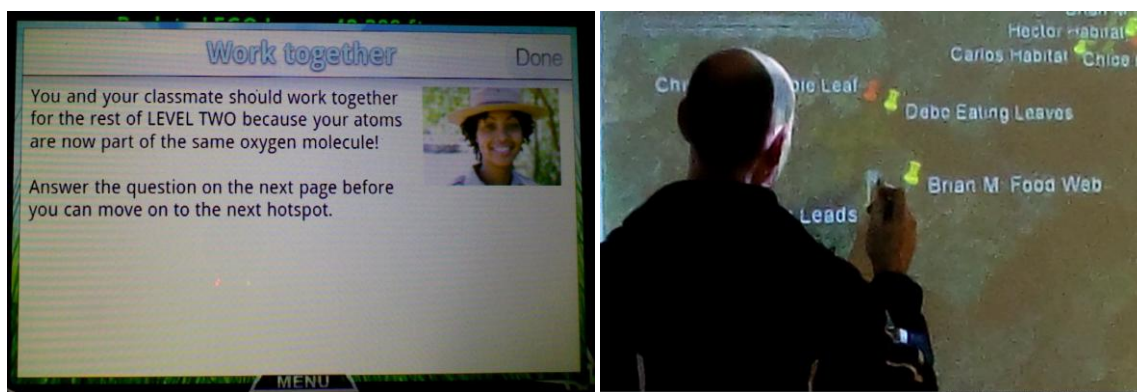 Work together
Done
You and your classmate should work together
for the rest of LEVEL TWO because your atoms
are now part of the same oxygen molecule!
Answer the question on the next page before
you can move on to the next hotspot.
MENU
Hector Habitat
Carlos Habitat
Leaf
Debo Eating Leaves
Brian M. Food Web
Leads